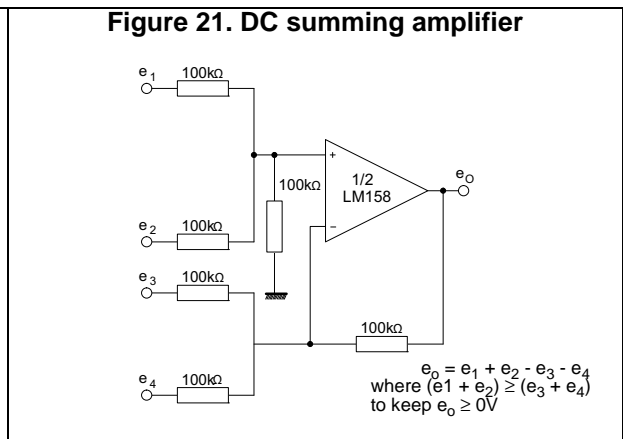 Figure 21. DC summing amplifier
e1 100kΩ
+
100kΩ
1/2
LM158
eO
e2 100kΩ
−
e3 100kΩ
100kΩ
e4 100kΩ
eo = e1 + e2 - e3 - e4
where (e1 + e2) ≥ (e3 + e4)
to keep eo ≥ 0V